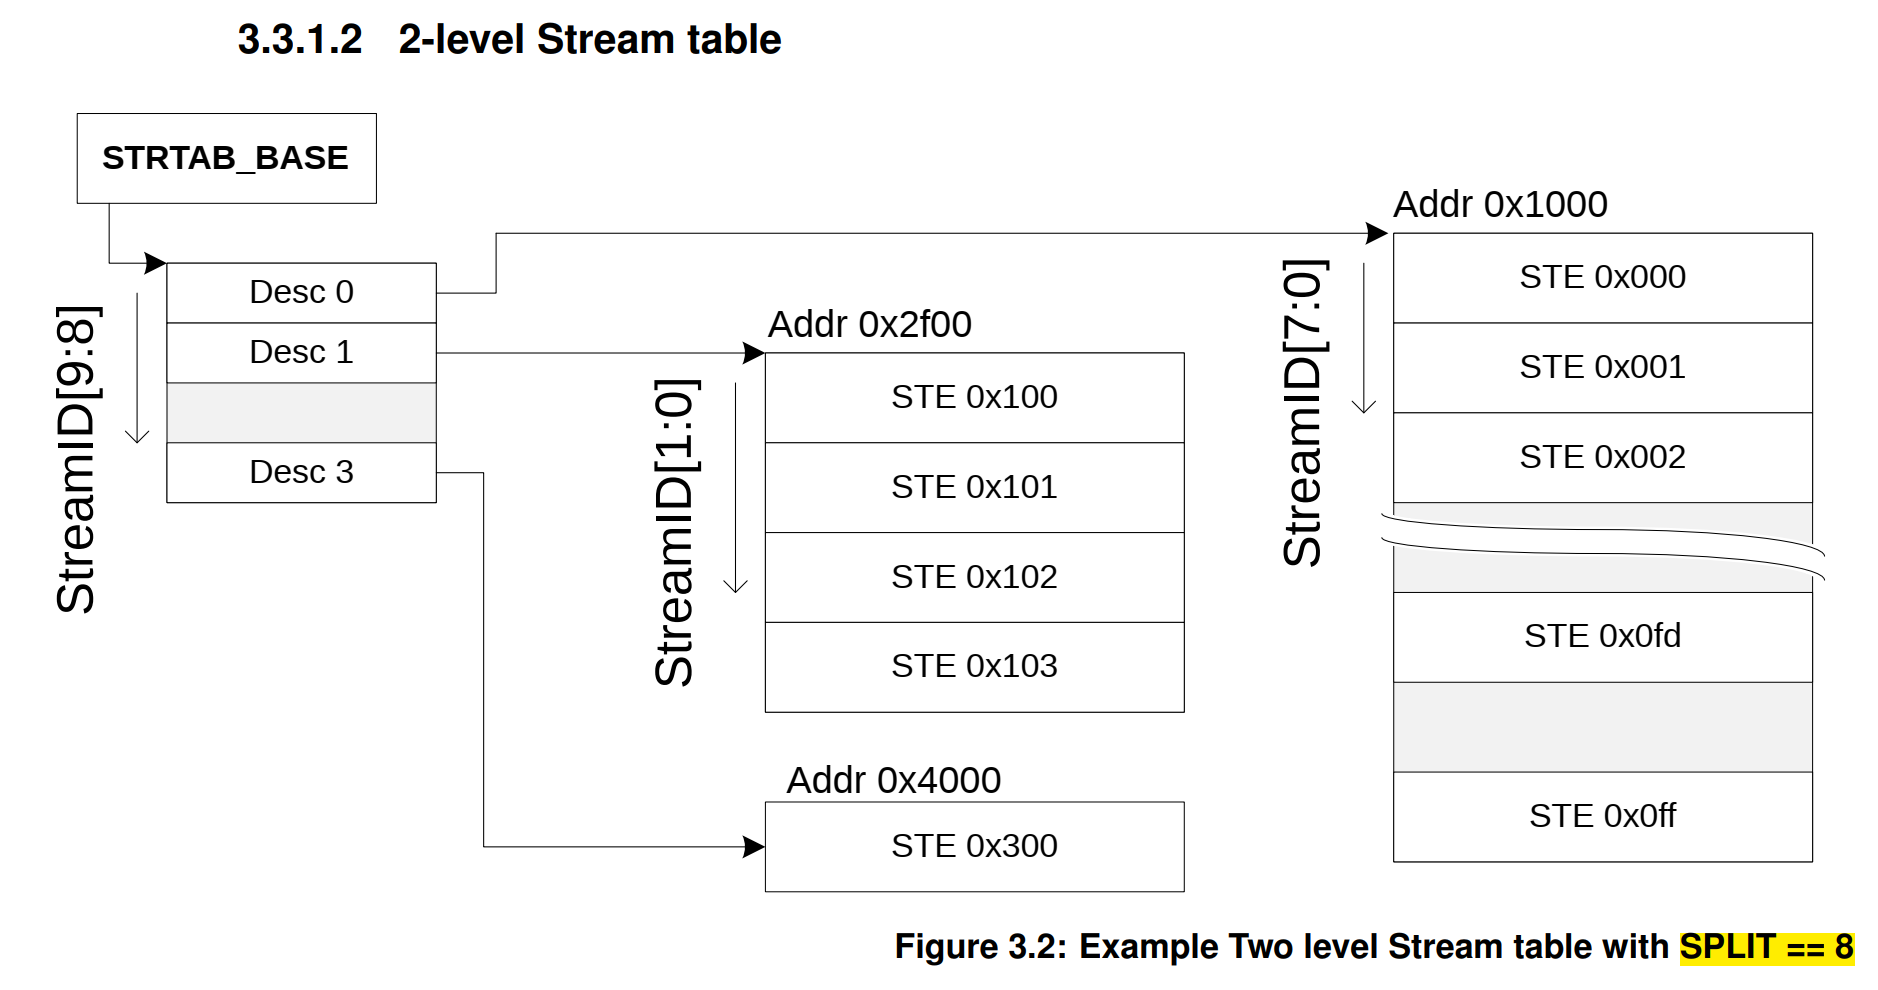 3.3.1.2 2-level Stream table
STRTAB_BASE
StreamID[9:8]
Desc 0
Desc 1
Desc 3
Addr 0x2f00
StreamID[1:0]
STE 0x100
STE 0x101
STE 0x102
STE 0x103
Addr 0x4000
STE 0x300
Addr 0x1000
StreamID[7:0]
STE 0x000
STE 0x001
STE 0x002
STE 0x0fd
STE 0x0ff
Figure 3.2: Example Two level Stream table with SPLIT == 8